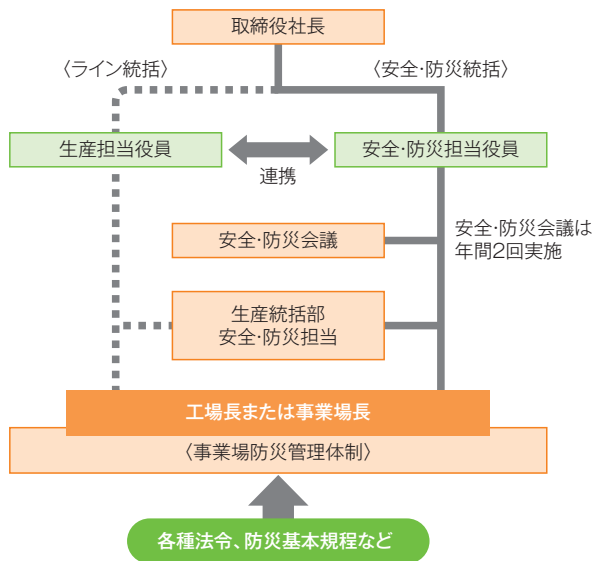 取締役社長
〈ライン統括〉
〈安全・防災統括〉
生産担当役員
連携
安全・防災担当役員
安全・防災会議
安全・防災会議は
年間2回実施
生産統括部
安全・防災担当
工場長または事業場長
〈事業場防災管理体制〉
各種法令、防災基本規程など